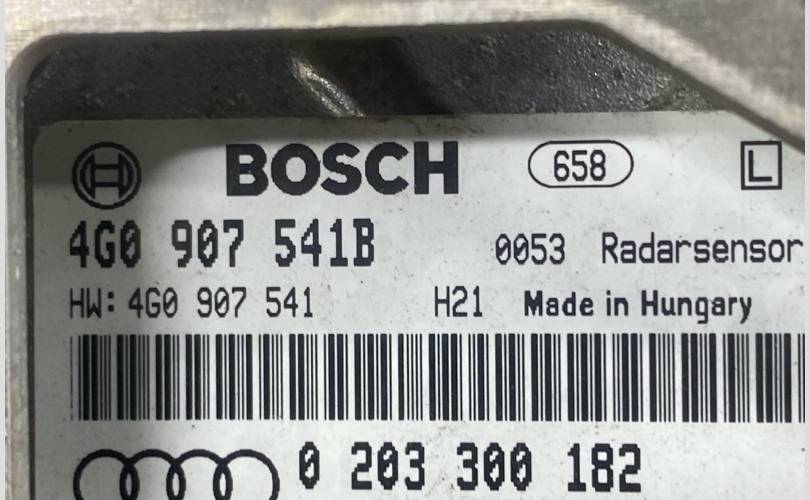 BOSCH 658 L
4G0 907 541B 0053 Radarsensor
HW: 4G0 907 541 H21 Made in Hungary
0 203 300 182